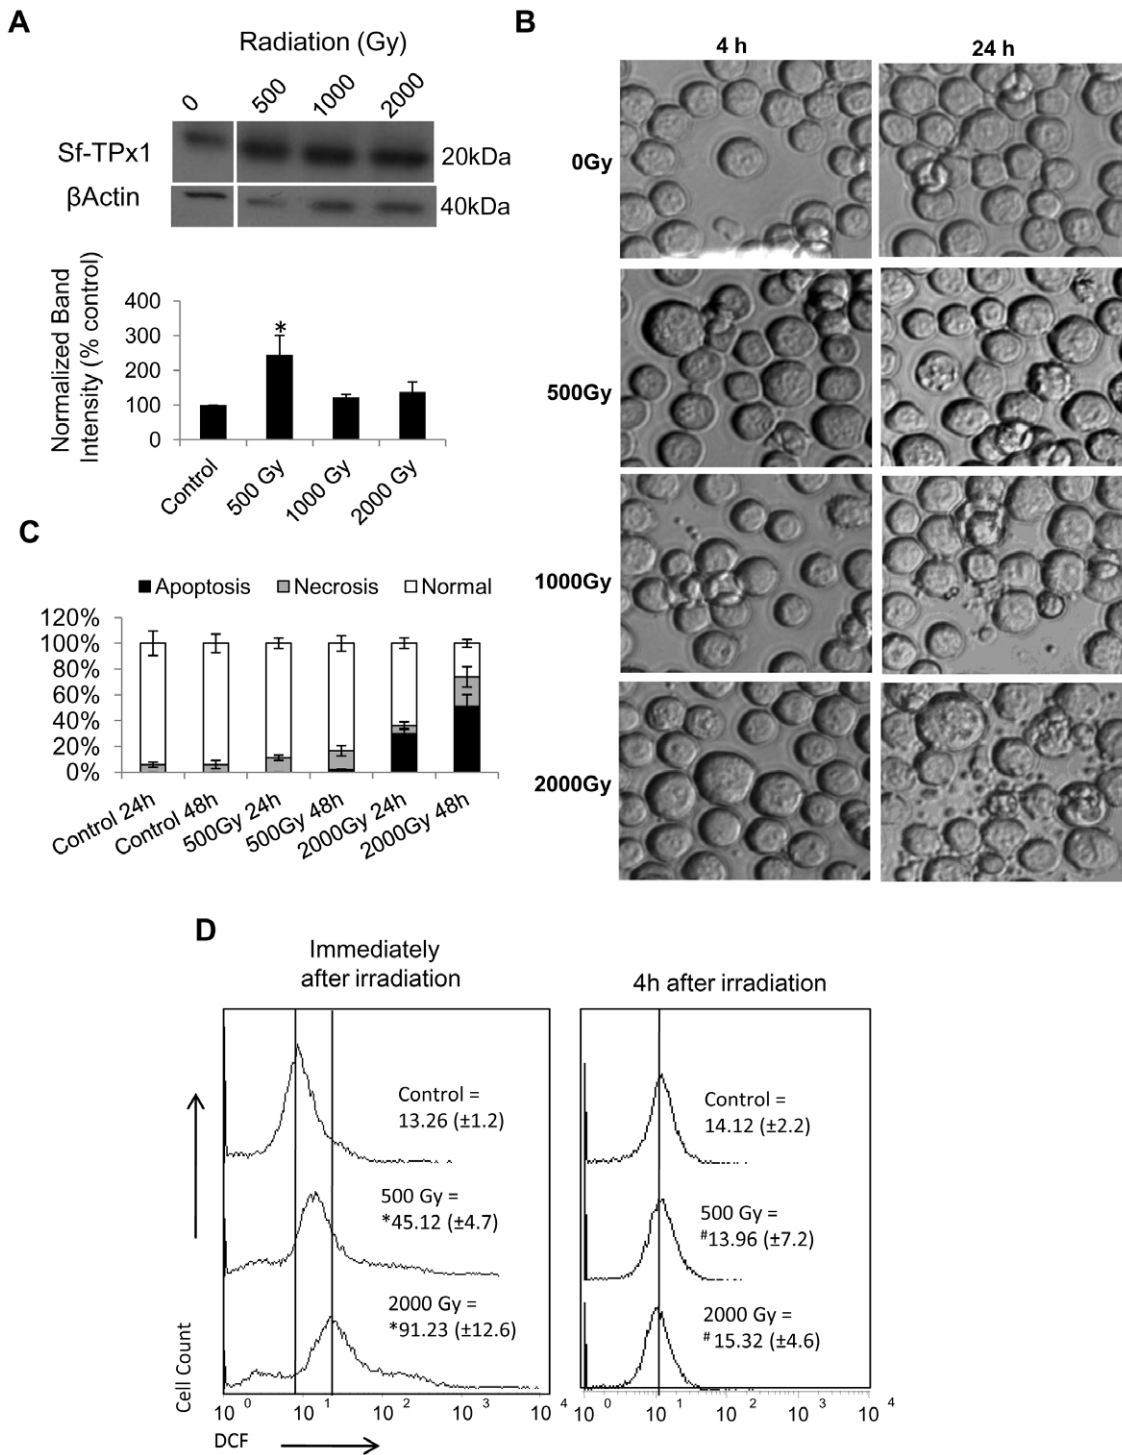 A
Radiation (Gy)
0 500 1000 2000
Sf-TPx1
20kDa
βActin
40kDa
Normalized Band
Intensity (% control)
400
300
200
100
0
*
Control 500 Gy 1000 Gy 2000 Gy
B
4 h 24 h
0Gy
500Gy
1000Gy
2000Gy
C
Apoptosis Necrosis Normal
120%
100%
80%
60%
40%
20%
0%
Control 24h Control 48h 500Gy 24h 500Gy 48h 2000Gy 24h 2000Gy 48h
D
Immediately
after irradiation
Control =
13.26 (±1.2)
500 Gy =
*45.12 (±4.7)
2000 Gy =
*91.23 (±12.6)
Cell Count
10 0 10 1 10 2 10 3 10 4
DCF
4h after irradiation
Control =
14.12 (±2.2)
500 Gy =
#13.96 (±7.2)
2000 Gy =
#15.32 (±4.6)
10 0 10 1 10 2 10 3 10 4